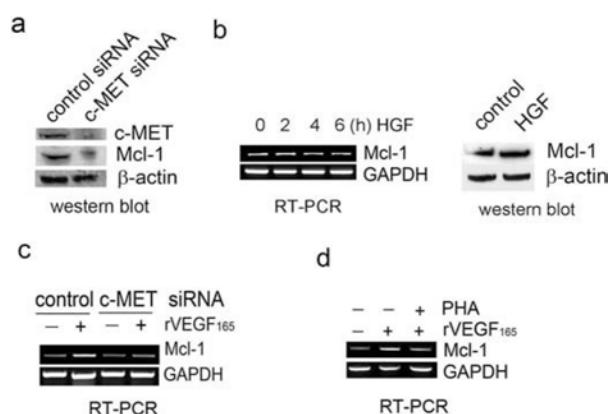 a
control siRNA
c-MET siRNA
c-MET
Mcl-1
β-actin
western blot
b
0 2 4 6 (h) HGF
Mcl-1
GAPDH
RT-PCR
control
HGF
Mcl-1
β-actin
western blot
c
control c-MET siRNA
– + – + rVEGF165
Mcl-1
GAPDH
RT-PCR
d
– – + PHA
– + + rVEGF165
Mcl-1
GAPDH
RT-PCR